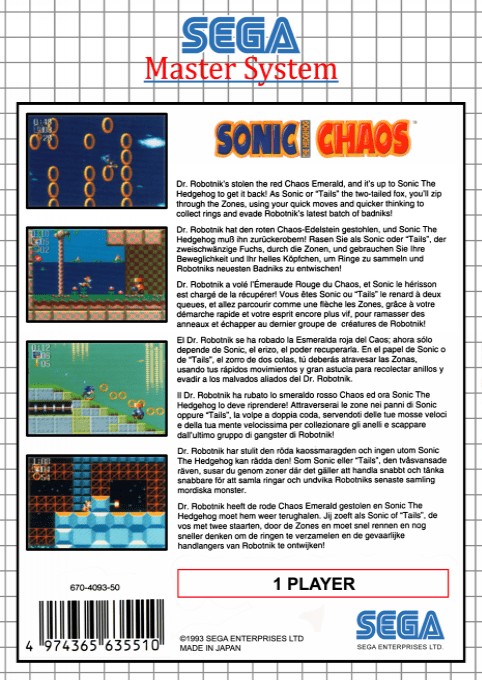 SEGA
Master System
SONIC THE HEDGEHOG CHAOS™
Dr. Robotnik's stolen the red Chaos Emerald, and it's up to Sonic The
Hedgehog to get it back! As Sonic or "Tails" the two-tailed fox, you'll zip
through the Zones, using your quick moves and quicker thinking to
collect rings and evade Robotnik's latest batch of badniks!
Dr. Robotnik hat den roten Chaos-Edelstein gestohlen, und Sonic The
Hedgehog muß ihn zurückerobern! Rasen Sie als Sonic oder "Tails", der
zweischwänzige Fuchs, durch die Zonen, und gebrauchen Sie Ihre
Beweglichkeit und Ihr helles Köpfchen, um Ringe zu sammeln und
Robotniks neuesten Badniks zu entwischen!
Dr. Robotnik a volé l'Émeraude Rouge du Chaos, et Sonic le hérisson
est chargé de la récupérer! Vous êtes Sonic ou "Tails" le renard à deux
queues, et allez parcourir comme une flèche les Zones, grâce à votre
démarche rapide et votre esprit encore plus vif, pour ramasser des
anneaux et échapper au dernier groupe de créatures de Robotnik!
El Dr. Robotnik se ha robado la Esmeralda roja del Caos; ahora sólo
depende de Sonic, el erizo, el poder recuperarla. En el papel de Sonic o
de "Tails", el zorro de dos colas, tú deberás atravesar las Zonas,
usando tus rápidos movimientos y gran astucia para recolectar anillos y
evadir a los malvados aliados del Dr. Robotnik.
Il Dr. Robotnik ha rubato lo smeraldo rosso Chaos ed ora Sonic The
Hedgehog lo deve riprendere! Attraverserai le zone nei panni di Sonic
oppure "Tails", la volpe a doppia coda, servendoti delle tue mosse veloci
e della tua mente velocissima per collezionare gli anelli e scappare
dall'ultimo gruppo di gangster di Robotnik!
Dr. Robotnik har stulit den röda kaossmaragden och ingen utom Sonic
The Hedgehog kan rädda den! Som Sonic eller "Tails", den tvåsvansade
räven, susar du genom zoner där det gäller att handla snabbt och tänka
snabbare för att samla ringar och undvika Robotniks senaste samling
mordiska monster.
Dr. Robotnik heeft de rode Chaos Emerald gestolen en Sonic The
Hedgehog moet hem weer terughalen. Jij zoeft als Sonic of "Tails", de
vos met twee staarten, door de Zones en moet snel rennen en nog
sneller denken om de ringen te verzamelen en de gevaarlijke
handlangers van Robotnik te ontwijken!
670-4093-50
1 PLAYER
4 974365 635510
©1993 SEGA ENTERPRISES LTD
MADE IN JAPAN
SEGA
SEGA ENTERPRISES LTD.